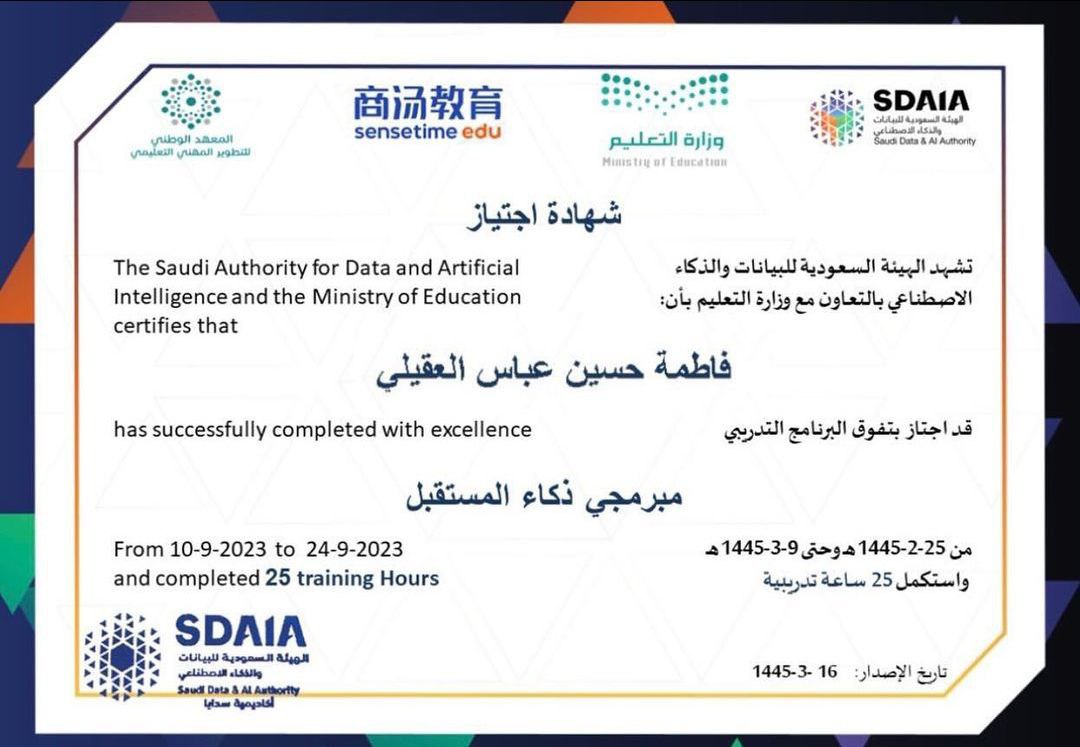 المعهد الوطني
للتطوير المهني التعليمي
商汤教育
sensetime edu
وزارة التعليم
Ministry of Education
SDAIA
الهيئة السعودية للبيانات
والذكاء الاصطناعي
Saudi Data & AI Authority
شهادة اجتياز
The Saudi Authority for Data and Artificial
Intelligence and the Ministry of Education
certifies that
تشهد الهيئة السعودية للبيانات والذكاء
الاصطناعي بالتعاون مع وزارة التعليم بأن:
فاطمة حسين عباس العقيلي
has successfully completed with excellence
قد اجتاز بتفوق البرنامج التدريبي
مبرمجي ذكاء المستقبل
From 10-9-2023 to 24-9-2023
and completed 25 training Hours
من 25-2-1445 هـ وحتى 9-3-1445 هـ
واستكمل 25 ساعة تدريبية
SDAIA
الهيئة السعودية للبيانات
والذكاء الاصطناعي
Saudi Data & AI Authority
أكاديمية سدايا
تاريخ الإصدار: 16 -3-1445